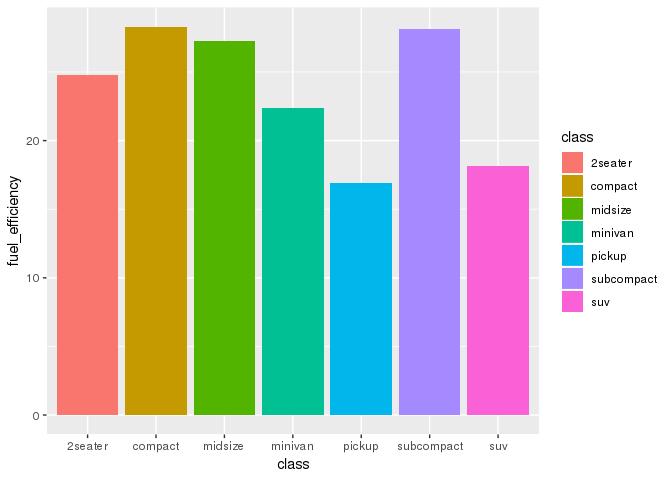 fuel_efficiency
20
10
0
2seater compact midsize minivan pickup subcompact suv
class
class
2seater
compact
midsize
minivan
pickup
subcompact
suv